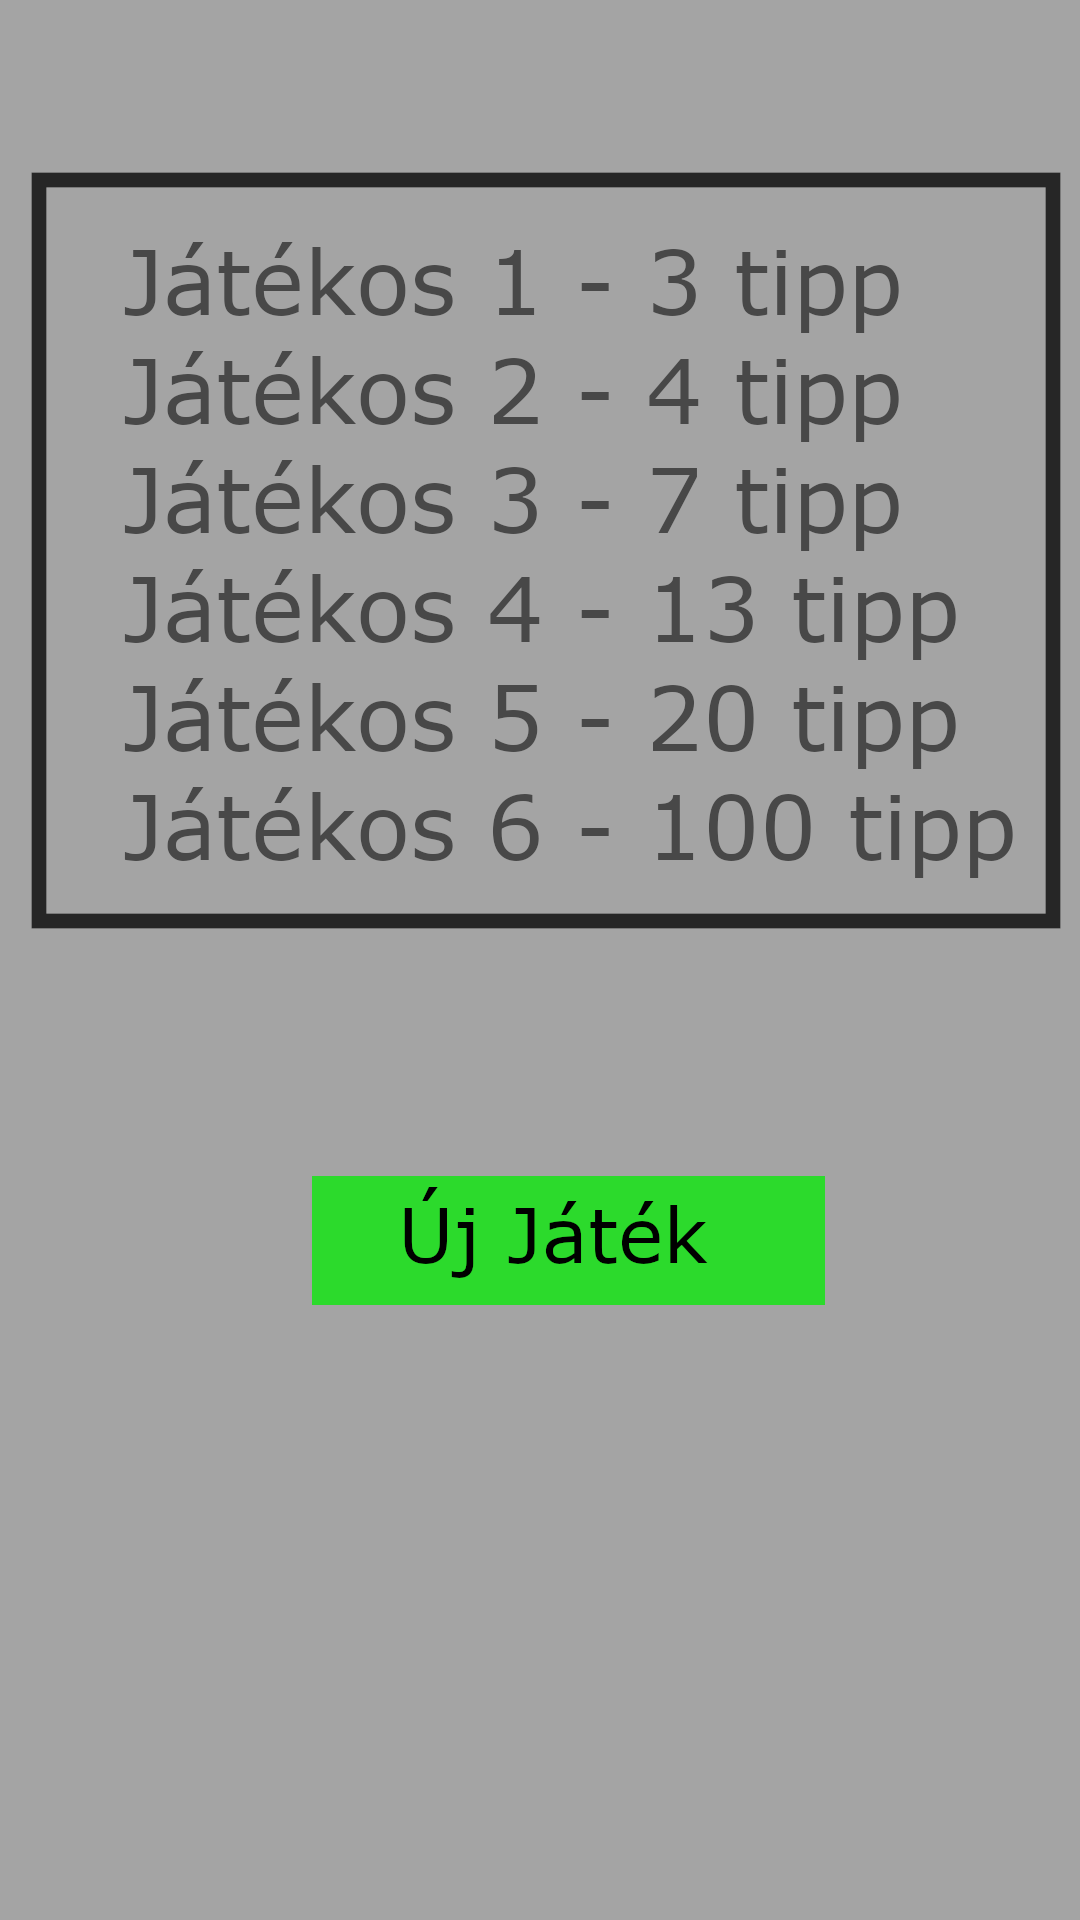 Játékos 1 - 3 tipp
Játékos 2 - 4 tipp
Játékos 3 - 7 tipp
Játékos 4 - 13 tipp
Játékos 5 - 20 tipp
Játékos 6 - 100 tipp
Új Játék